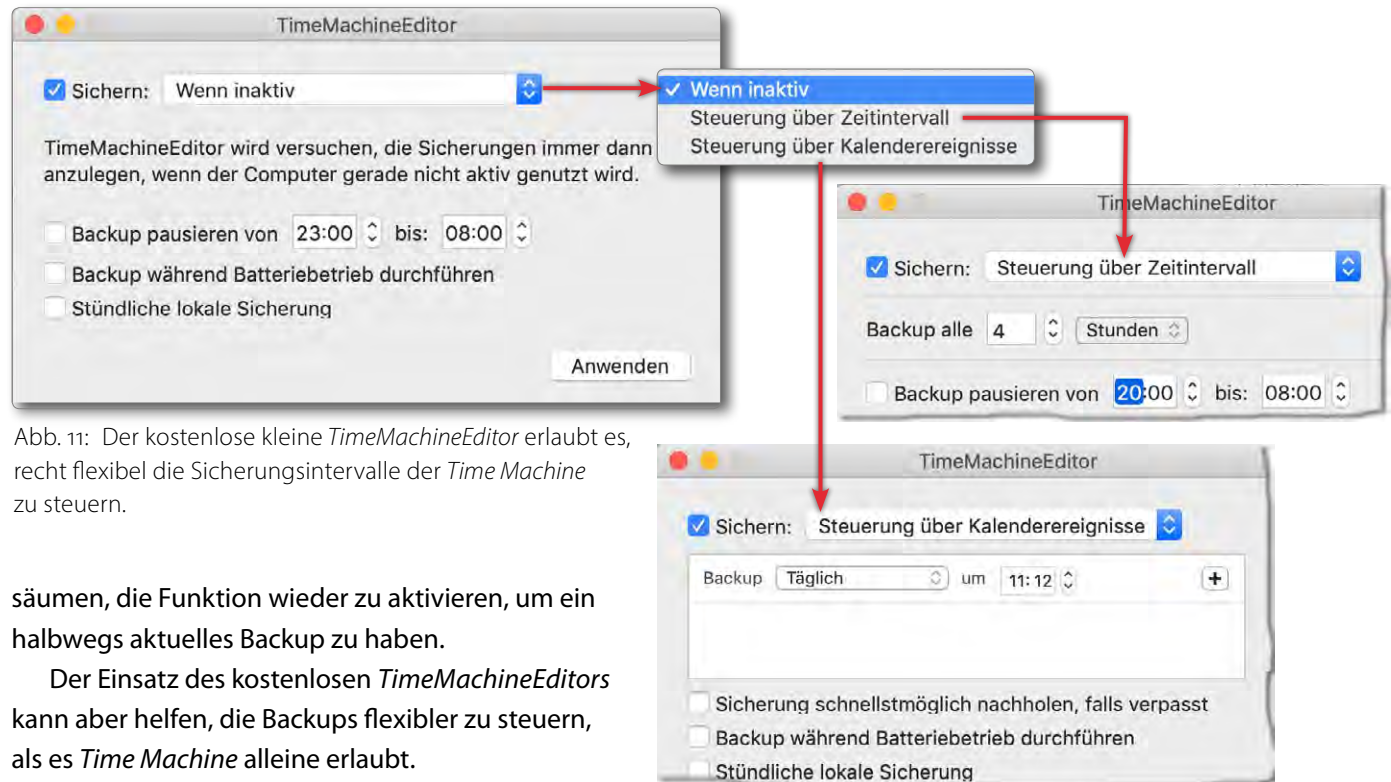 TimeMachineEditor
Sichern: Wenn inaktiv
TimeMachineEditor wird versuchen, die Sicherungen immer dann
anzulegen, wenn der Computer gerade nicht aktiv genutzt wird.
Backup pausieren von 23:00 bis: 08:00
Backup während Batteriebetrieb durchführen
Stündliche lokale Sicherung
Anwenden
✓ Wenn inaktiv
Steuerung über Zeitintervall
Steuerung über Kalenderereignisse
TimeMachineEditor
Sichern: Steuerung über Zeitintervall
Backup alle 4 Stunden
Backup pausieren von 20:00 bis: 08:00
Abb. 11: Der kostenlose kleine TimeMachineEditor erlaubt es,
recht flexibel die Sicherungsintervalle der Time Machine
zu steuern.
TimeMachineEditor
Sichern: Steuerung über Kalenderereignisse
Backup Täglich um 11:12 +
Sicherung schnellstmöglich nachholen, falls verpasst
Backup während Batteriebetrieb durchführen
Stündliche lokale Sicherung
säumen, die Funktion wieder zu aktivieren, um ein
halbwegs aktuelles Backup zu haben.
Der Einsatz des kostenlosen TimeMachineEditors
kann aber helfen, die Backups flexibler zu steuern,
als es Time Machine alleine erlaubt.